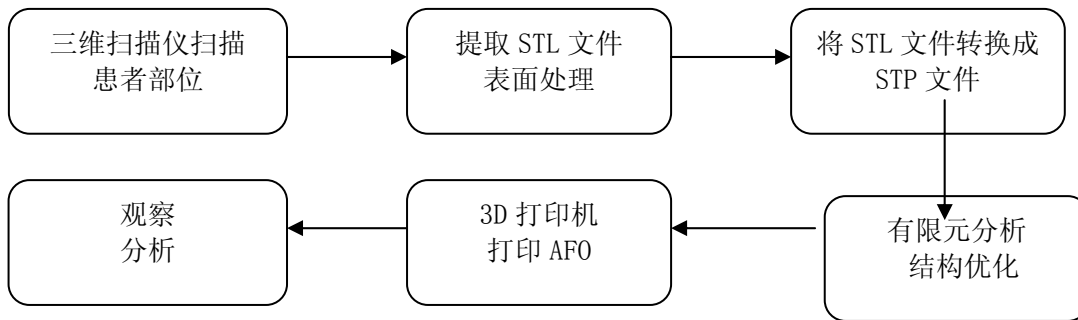 三维扫描仪扫描
患者部位
提取 STL 文件
表面处理
将 STL 文件转换成
STP 文件
有限元分析
结构优化
3D 打印机
打印 AFO
观察
分析